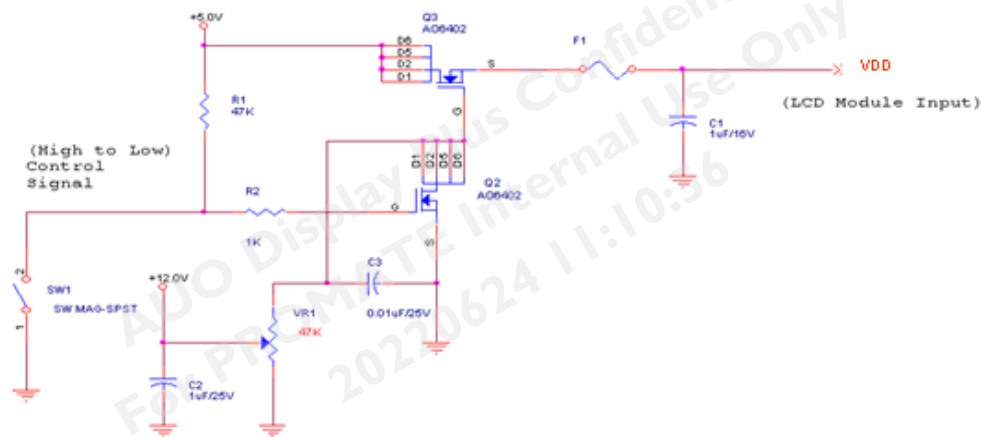 +5.0V
Q3
AO6402
D6
D5
D2
D1
S
G
F1
VDD
(LCD Module Input)
C1
1uF/16V
R1
47K
(High to Low)
Control
Signal
R2
1K
G
D1
D2
D5
D6
Q2
AO6402
S
2
SW1
SW MAG-SPST
1
+12.0V
C3
0.01uF/25V
VR1
47K
C2
1uF/25V
AUO Display Plus Confidential
For PROMATE Internal Use Only
20220624 11:10:56